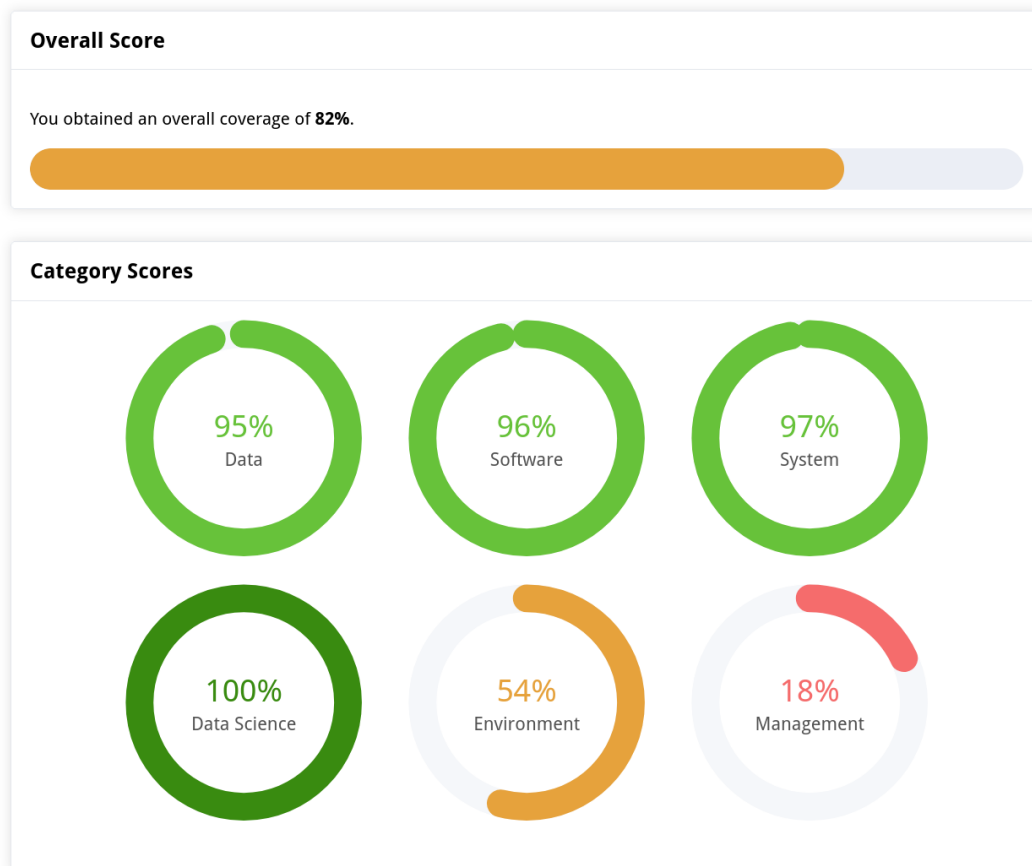 Overall Score
You obtained an overall coverage of 82%.
Category Scores
95%
Data
96%
Software
97%
System
100%
Data Science
54%
Environment
18%
Management